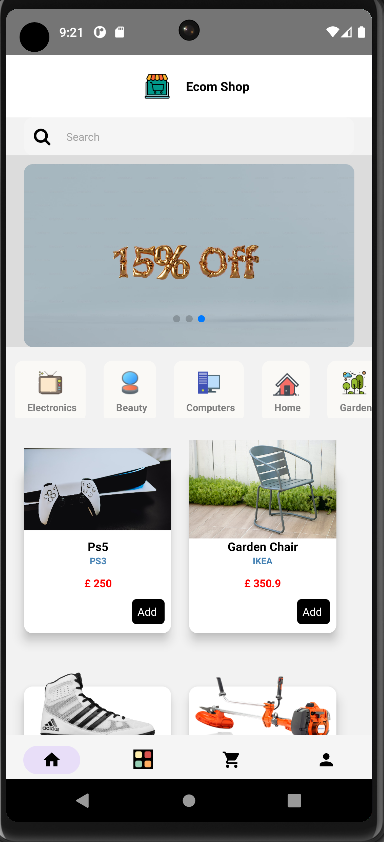 9:21
Ecom Shop
Search
15% Off
Electronics
Beauty
Computers
Home
Garden
Ps5
PS3
£ 250
Add
Garden Chair
IKEA
£ 350.9
Add
adidas